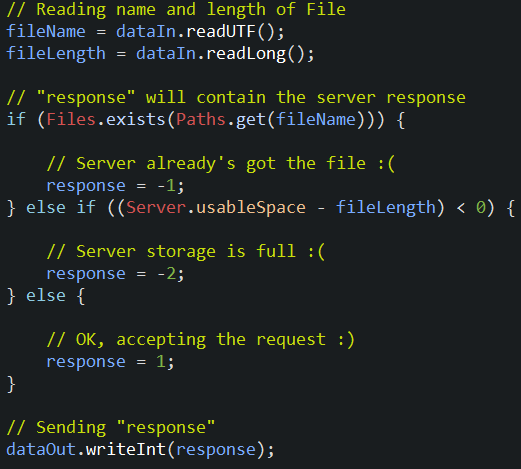 // Reading name and length of File
fileName = dataIn.readUTF();
fileLength = dataIn.readLong();

// "response" will contain the server response
if (Files.exists(Paths.get(fileName))) {

    // Server already's got the file :(
    response = -1;
} else if ((Server.usableSpace - fileLength) < 0) {

    // Server storage is full :(
    response = -2;
} else {

    // OK, accepting the request :)
    response = 1;
}

// Sending "response"
dataOut.writeInt(response);